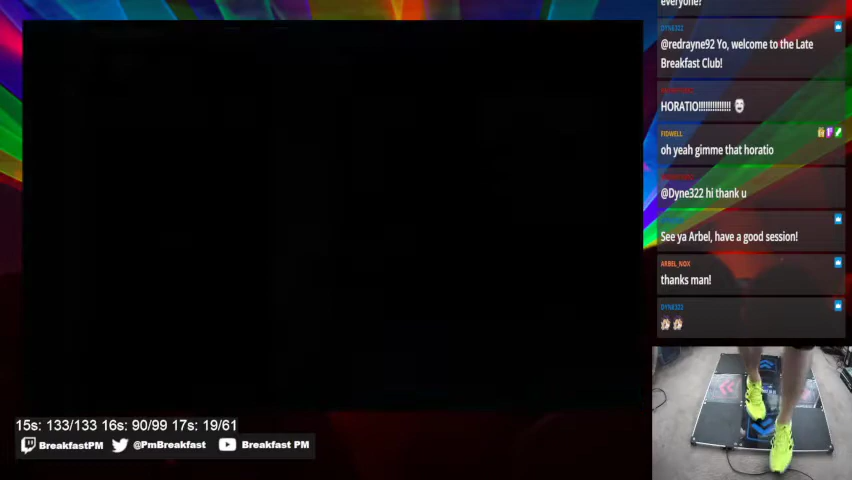 everyone?
DYNE322
@redrayne92 Yo, welcome to the Late
Breakfast Club!
HORATIO!!!!!!!!!!!!!!
FIDWELL
oh yeah gimme that horatio
@Dyne322 hi thank u
See ya Arbel, have a good session!
ARBEL_NOX
thanks man!
DYNE322
15s: 133/133 16s: 90/99 17s: 19/61
BreakfastPM @PmBreakfast Breakfast PM